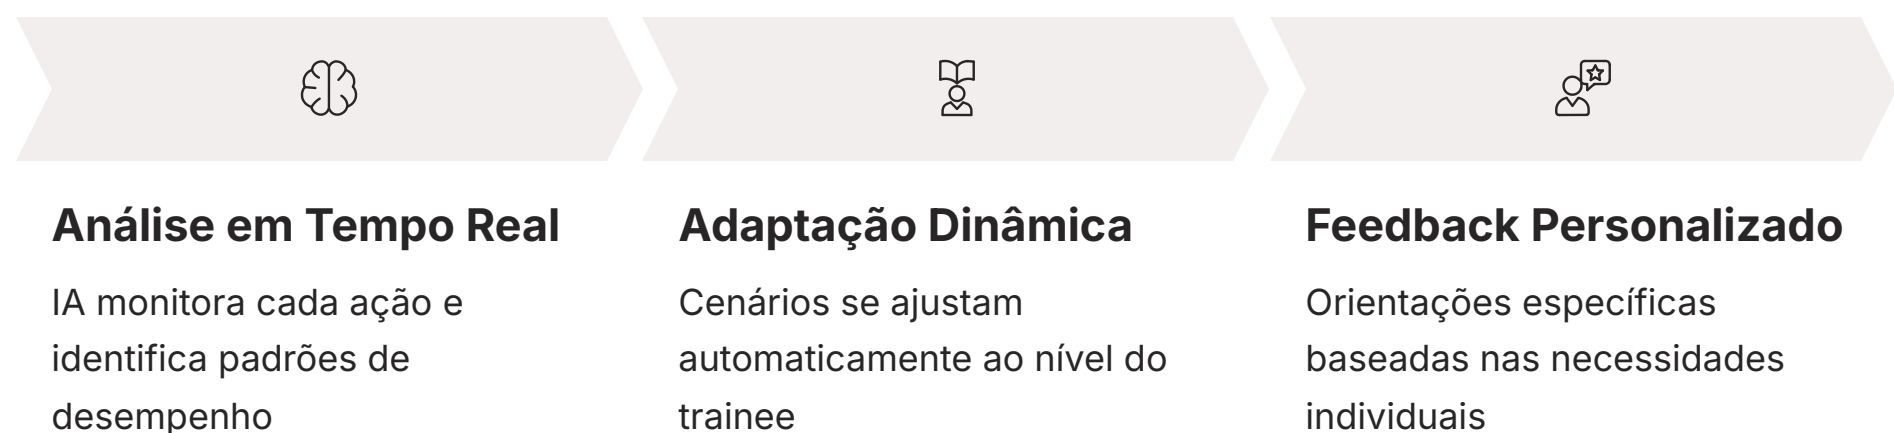 Análise em Tempo Real
IA monitora cada ação e
identifica padrões de
desempenho
Adaptação Dinâmica
Cenários se ajustam
automaticamente ao nível do
trainee
Feedback Personalizado
Orientações específicas
baseadas nas necessidades
individuais